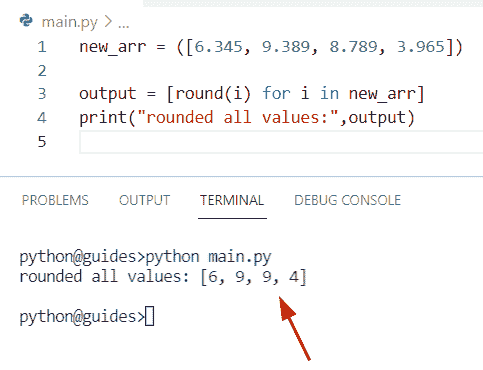 main.py > ...
1 new_arr = ([6.345, 9.389, 8.789, 3.965])
2
3 output = [round(i) for i in new_arr]
4 print("rounded all values:",output)
5
PROBLEMS OUTPUT TERMINAL DEBUG CONSOLE
python@guides>python main.py
rounded all values: [6, 9, 9, 4]
python@guides>